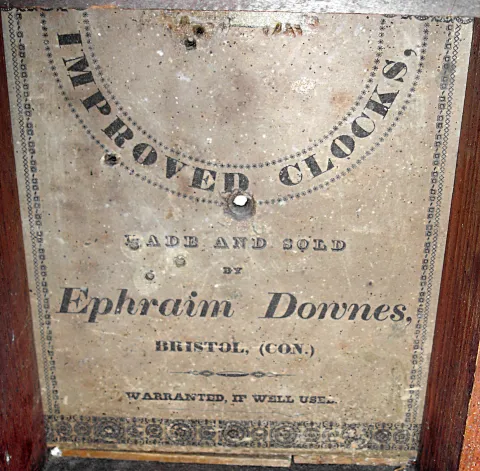 IMPROVED CLOCKS,
MADE AND SOLD
BY
Ephraim Downes,
BRISTOL, (CON.)
WARRANTED, IF WELL USED.